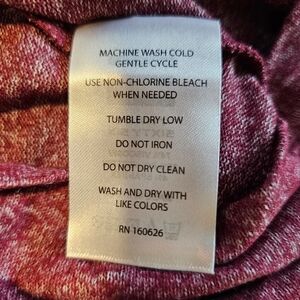 MACHINE WASH COLD
GENTLE CYCLE
USE NON-CHLORINE BLEACH
WHEN NEEDED
TUMBLE DRY LOW
DO NOT IRON
DO NOT DRY CLEAN
WASH AND DRY WITH
LIKE COLORS
RN 160626